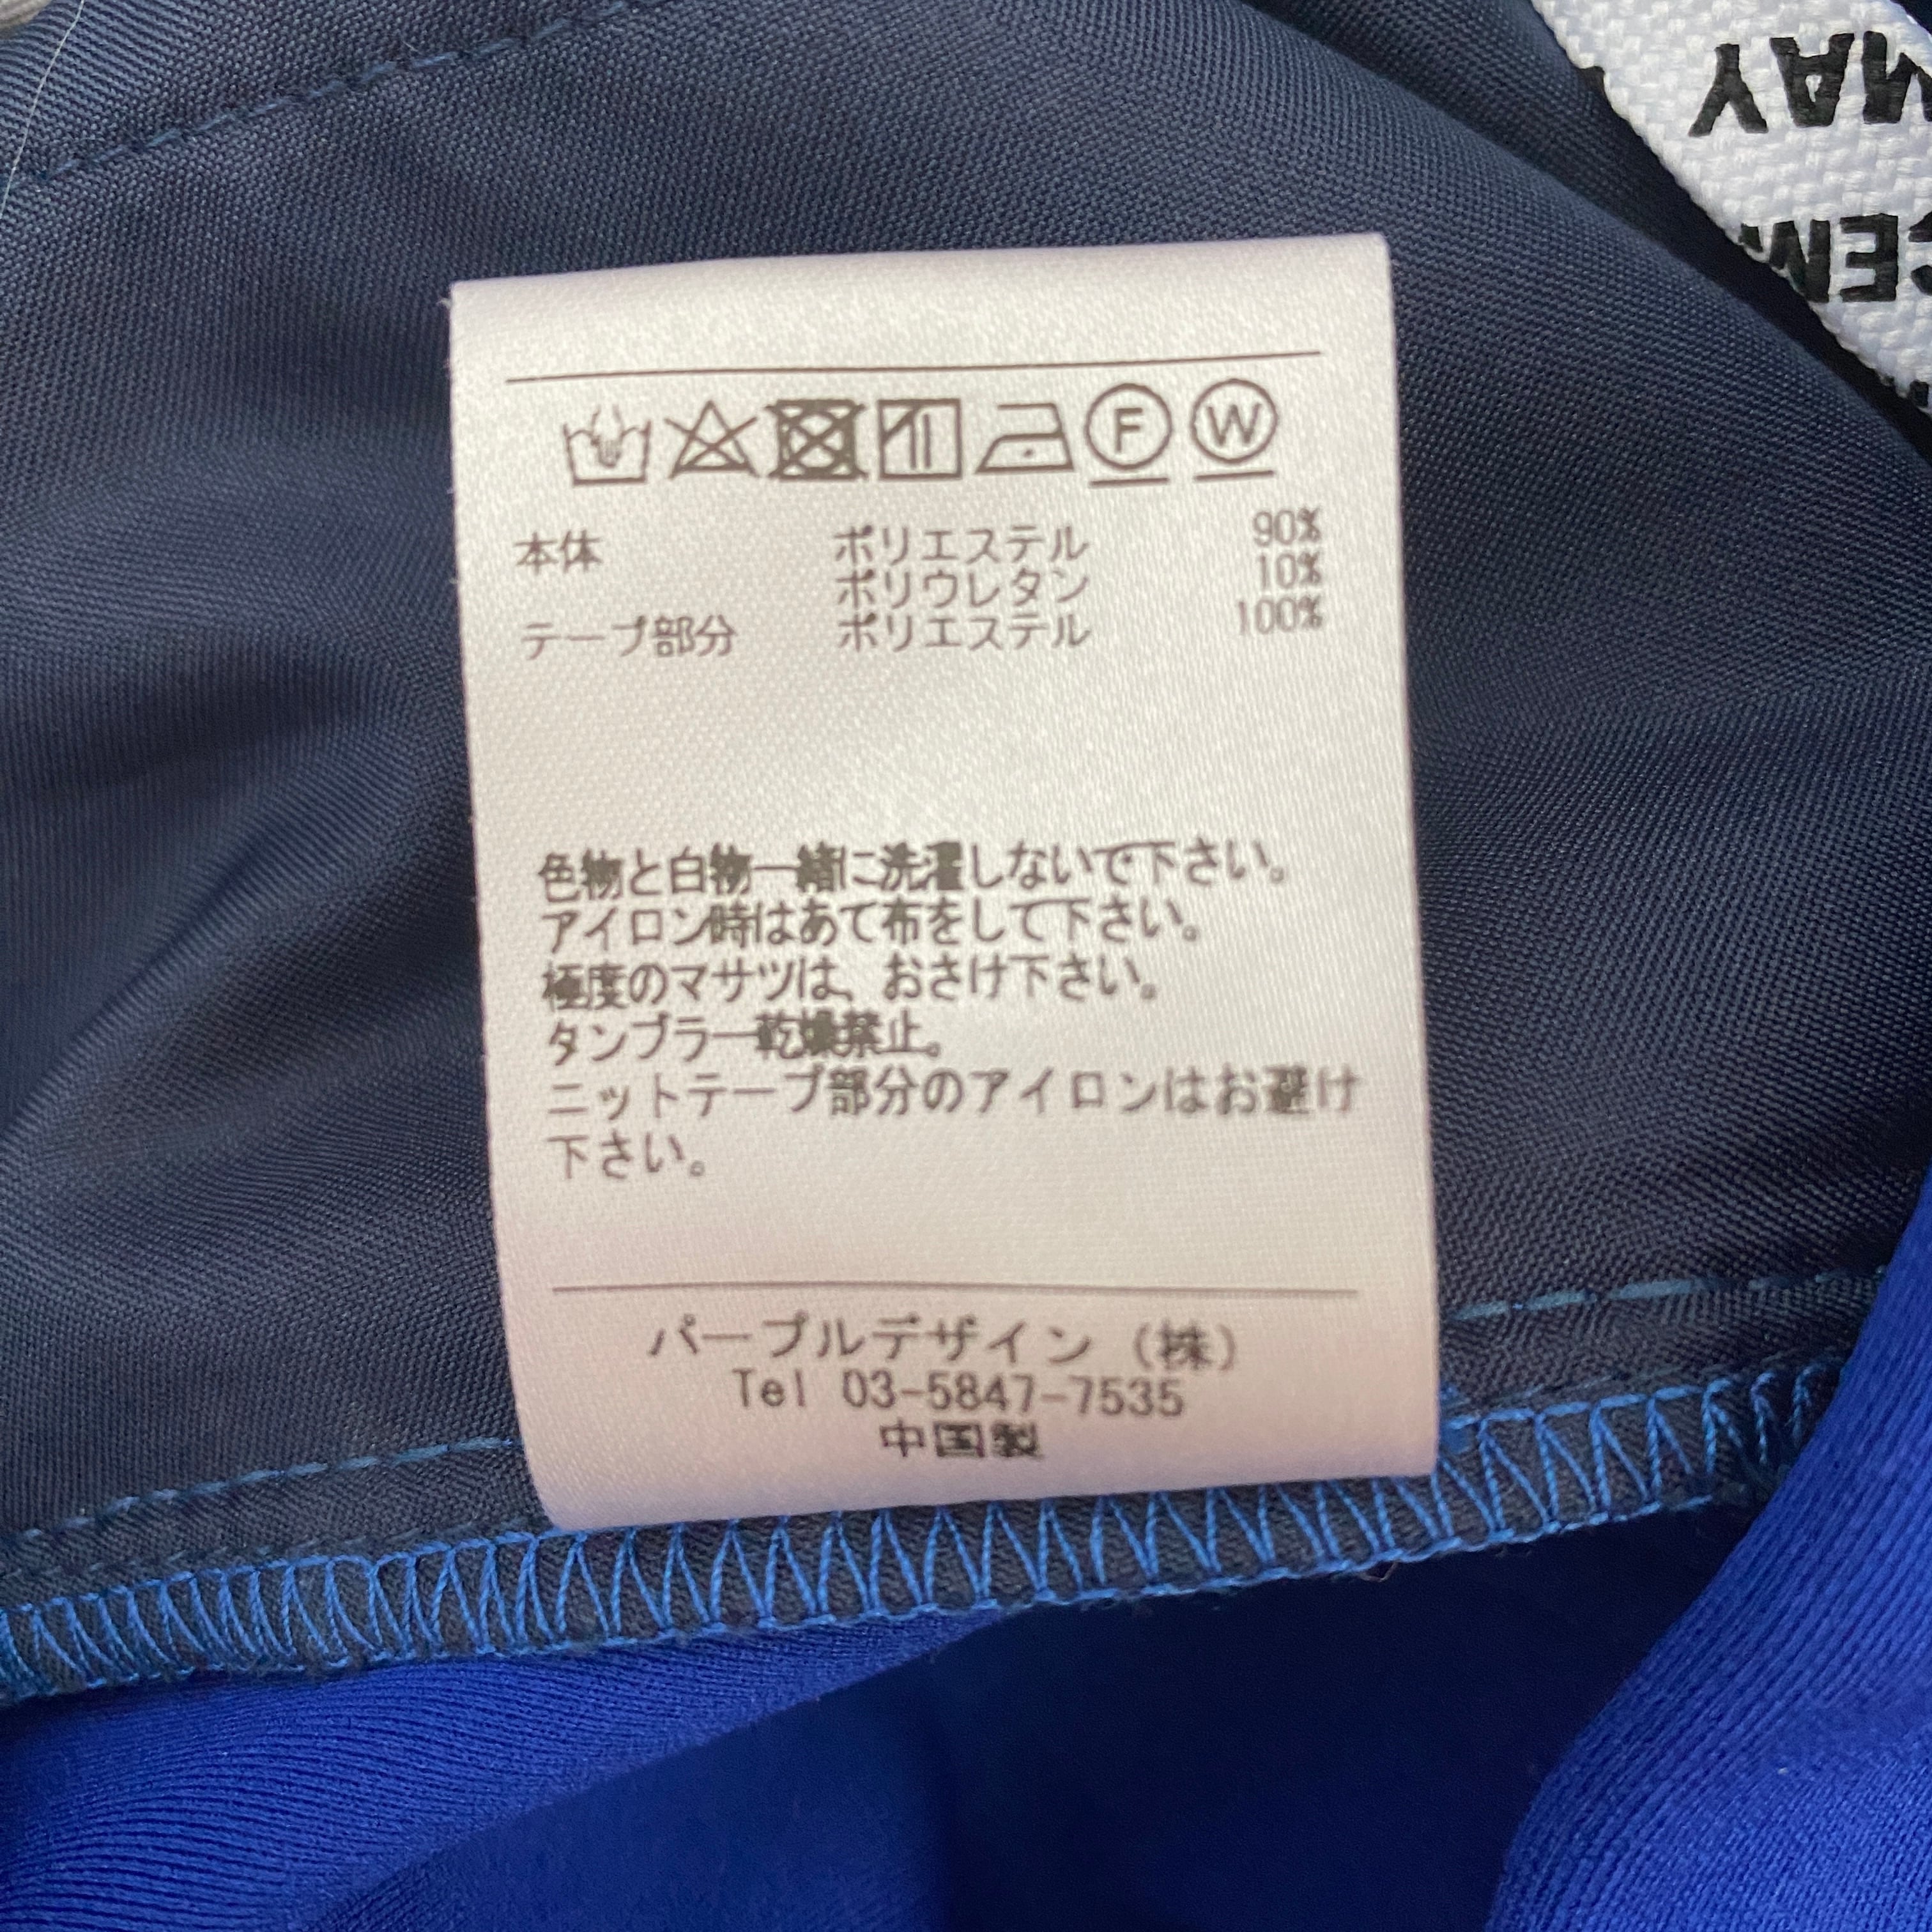 MAY
CEM
F W
本体 ポリエステル 90%
ポリウレタン 10%
テープ部分 ポリエステル 100%
色物と白物一緒に洗濯しないで下さい。
アイロン時はあて布をして下さい。
極度のマサツは、おさけ下さい。
タンブラー乾燥禁止。
ニットテープ部分のアイロンはお避け
下さい。
パープルデザイン(株)
Tel 03-5847-7535
中国製